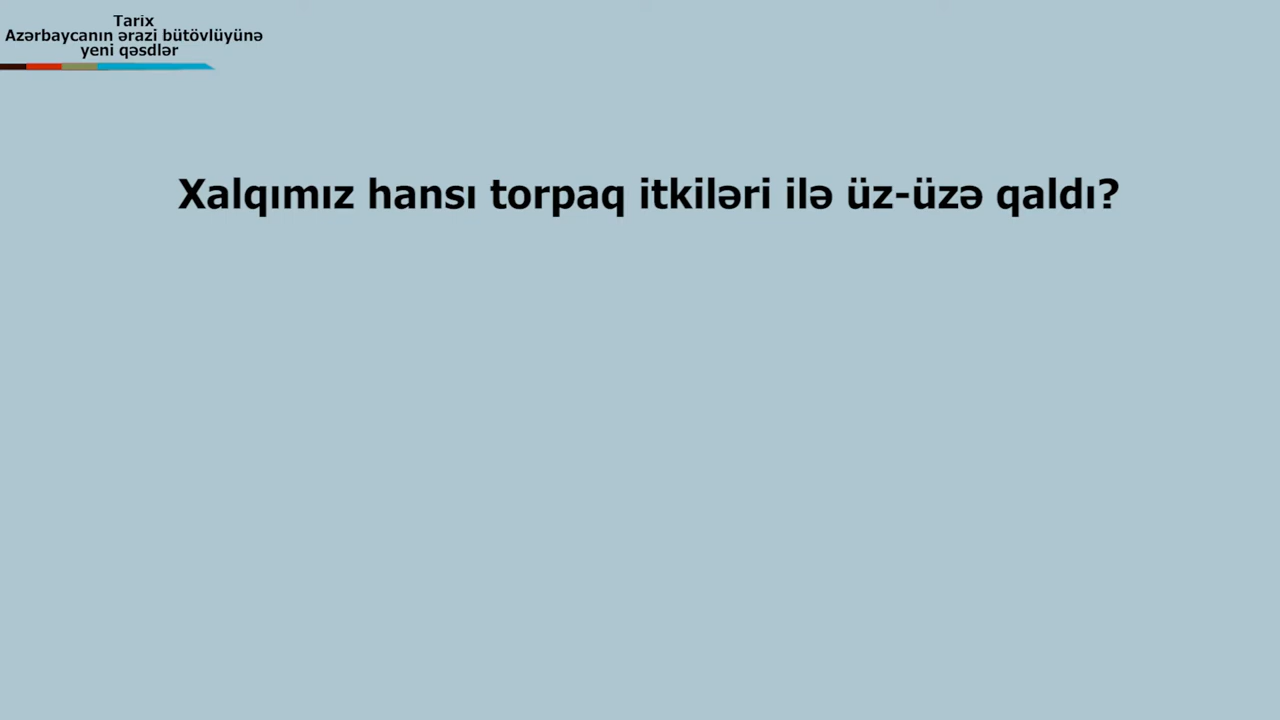 Tarix
Azərbaycanın ərazi bütövlüyünə
yeni qəsdlər
Xalqımız hansı torpaq itkiləri ilə üz-üzə qaldı?